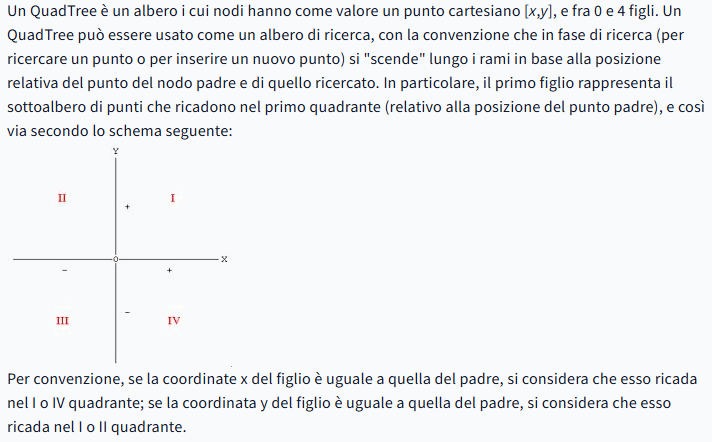 Un QuadTree è un albero i cui nodi hanno come valore un punto cartesiano [x,y], e fra 0 e 4 figli. Un
QuadTree può essere usato come un albero di ricerca, con la convenzione che in fase di ricerca (per
ricercare un punto o per inserire un nuovo punto) si "scende" lungo i rami in base alla posizione
relativa del punto del nodo padre e di quello ricercato. In particolare, il primo figlio rappresenta il
sottoalbero di punti che ricadono nel primo quadrante (relativo alla posizione del punto padre), e così
via secondo lo schema seguente:
Y
II
I
+
O
X
−
+
III
−
IV
Per convenzione, se la coordinate x del figlio è uguale a quella del padre, si considera che esso ricada
nel I o IV quadrante; se la coordinata y del figlio è uguale a quella del padre, si considera che esso
ricada nel I o II quadrante.